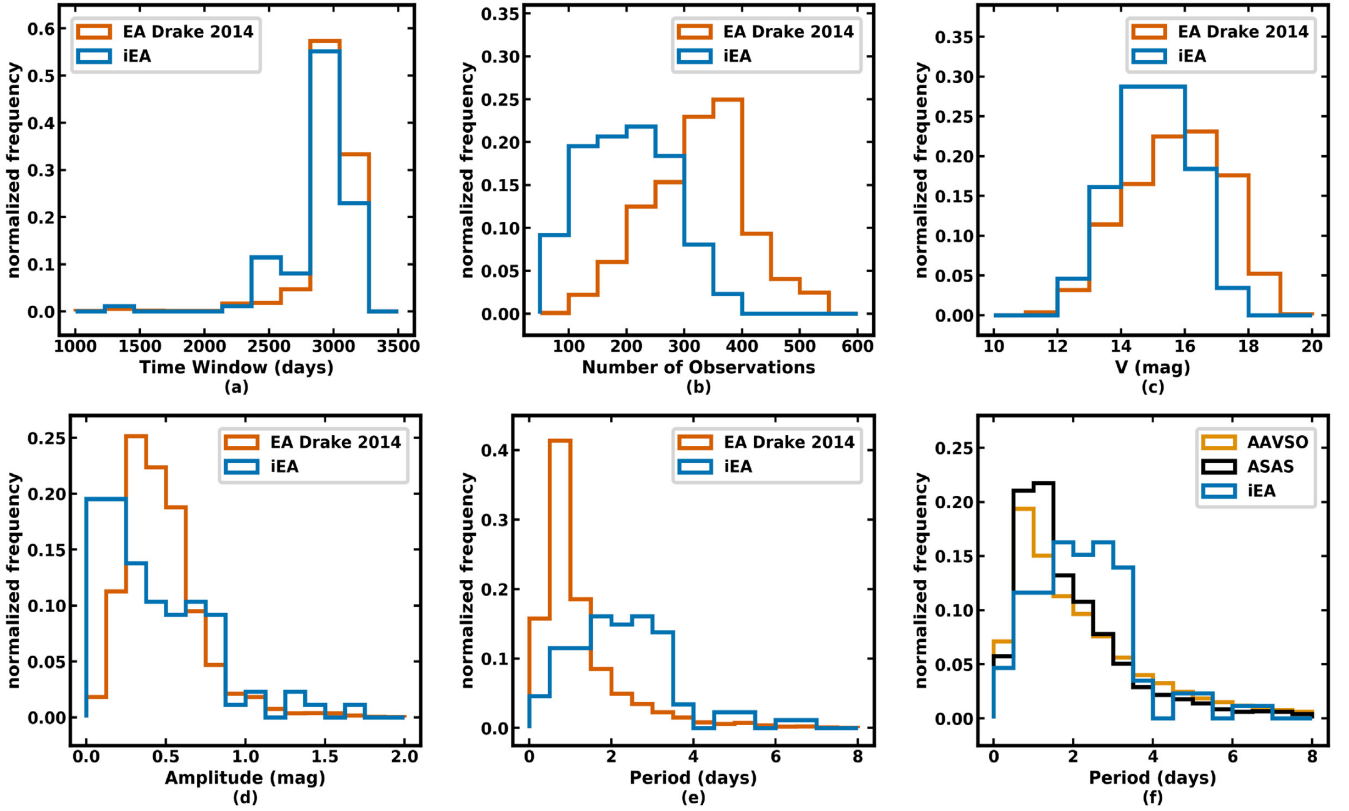 EA Drake 2014
iEA
normalized frequency
0.6
0.5
0.4
0.3
0.2
0.1
0.0
1000 1500 2000 2500 3000 3500
Time Window (days)
(a)
EA Drake 2014
iEA
normalized frequency
0.35
0.30
0.25
0.20
0.15
0.10
0.05
0.00
100 200 300 400 500 600
Number of Observations
(b)
EA Drake 2014
iEA
normalized frequency
0.35
0.30
0.25
0.20
0.15
0.10
0.05
0.00
10 12 14 16 18 20
V (mag)
(c)
EA Drake 2014
iEA
normalized frequency
0.25
0.20
0.15
0.10
0.05
0.00
0.0 0.5 1.0 1.5 2.0
Amplitude (mag)
(d)
EA Drake 2014
iEA
normalized frequency
0.4
0.3
0.2
0.1
0.0
0 2 4 6 8
Period (days)
(e)
AAVSO
ASAS
iEA
normalized frequency
0.25
0.20
0.15
0.10
0.05
0.00
0 2 4 6 8
Period (days)
(f)